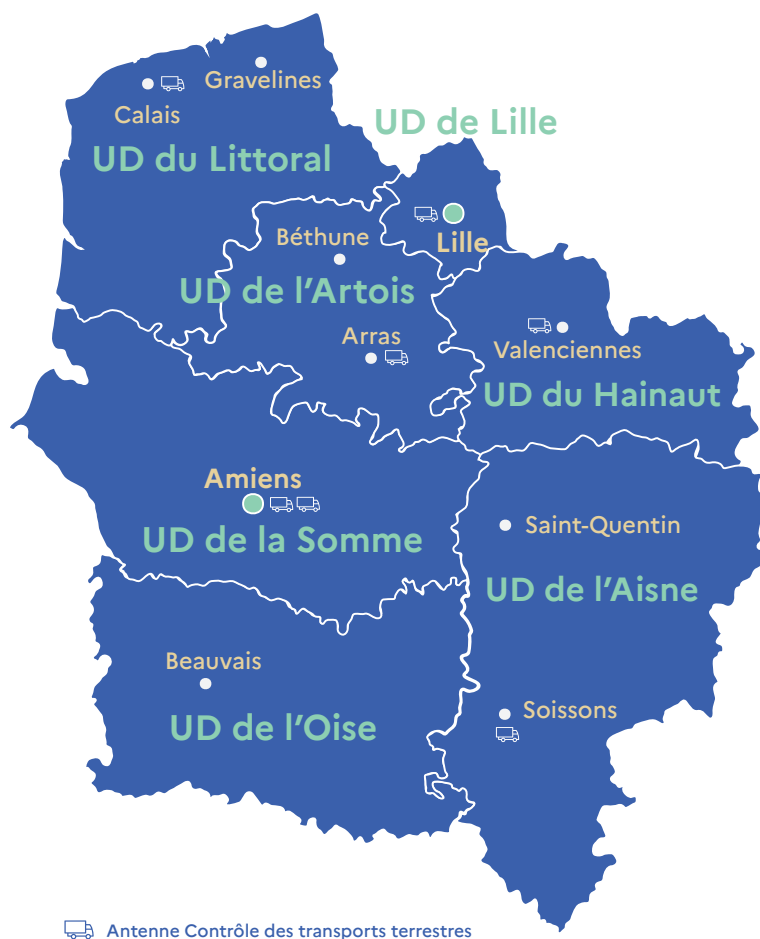 Gravelines
Calais
UD de Lille
UD du Littoral
Béthune
Lille
UD de l'Artois
Arras
Valenciennes
UD du Hainaut
Amiens
Saint-Quentin
UD de la Somme
UD de l'Aisne
Beauvais
Soissons
UD de l'Oise
Antenne Contrôle des transports terrestres